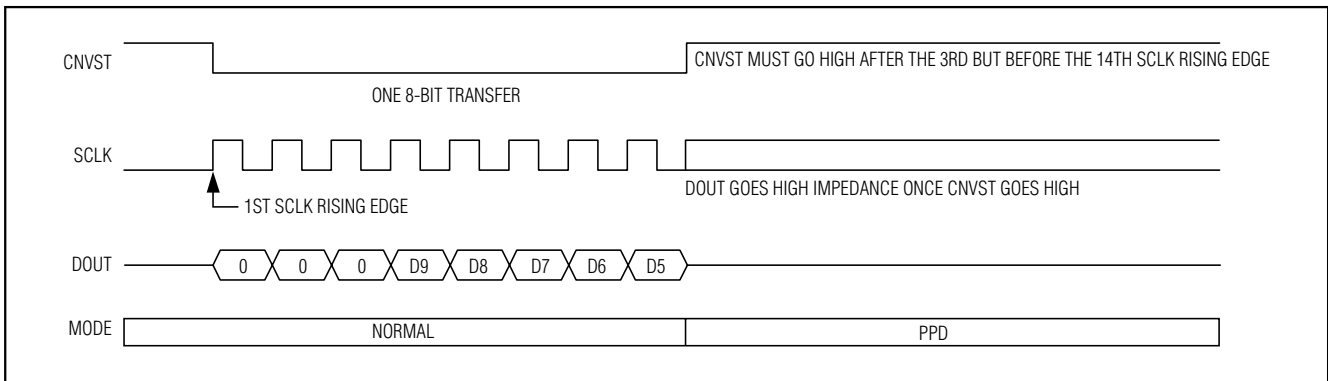 CNVST
CNVST MUST GO HIGH AFTER THE 3RD BUT BEFORE THE 14TH SCLK RISING EDGE
ONE 8-BIT TRANSFER
SCLK
DOUT GOES HIGH IMPEDANCE ONCE CNVST GOES HIGH
1ST SCLK RISING EDGE
DOUT 0 0 0 D9 D8 D7 D6 D5
MODE NORMAL PPD